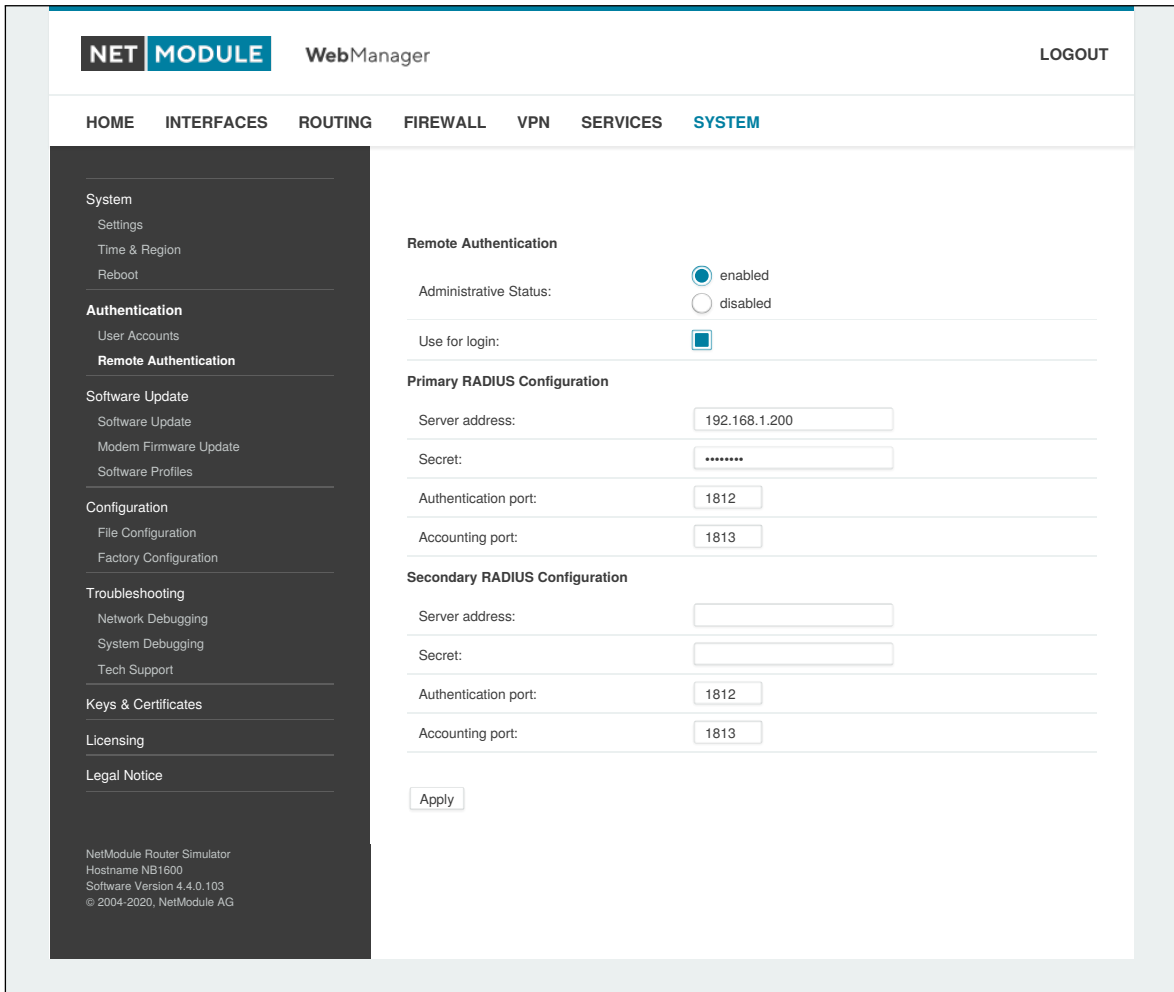 NET MODULE WebManager LOGOUT
HOME INTERFACES ROUTING FIREWALL VPN SERVICES SYSTEM
System
Settings
Time & Region
Reboot
Authentication
User Accounts
Remote Authentication
Software Update
Software Update
Modem Firmware Update
Software Profiles
Configuration
File Configuration
Factory Configuration
Troubleshooting
Network Debugging
System Debugging
Tech Support
Keys & Certificates
Licensing
Legal Notice
NetModule Router Simulator
Hostname NB1600
Software Version 4.4.0.103
© 2004-2020, NetModule AG
Remote Authentication
Administrative Status:
enabled
disabled
Use for login:
Primary RADIUS Configuration
Server address: 192.168.1.200
Secret: ••••••••
Authentication port: 1812
Accounting port: 1813
Secondary RADIUS Configuration
Server address:
Secret:
Authentication port: 1812
Accounting port: 1813
Apply